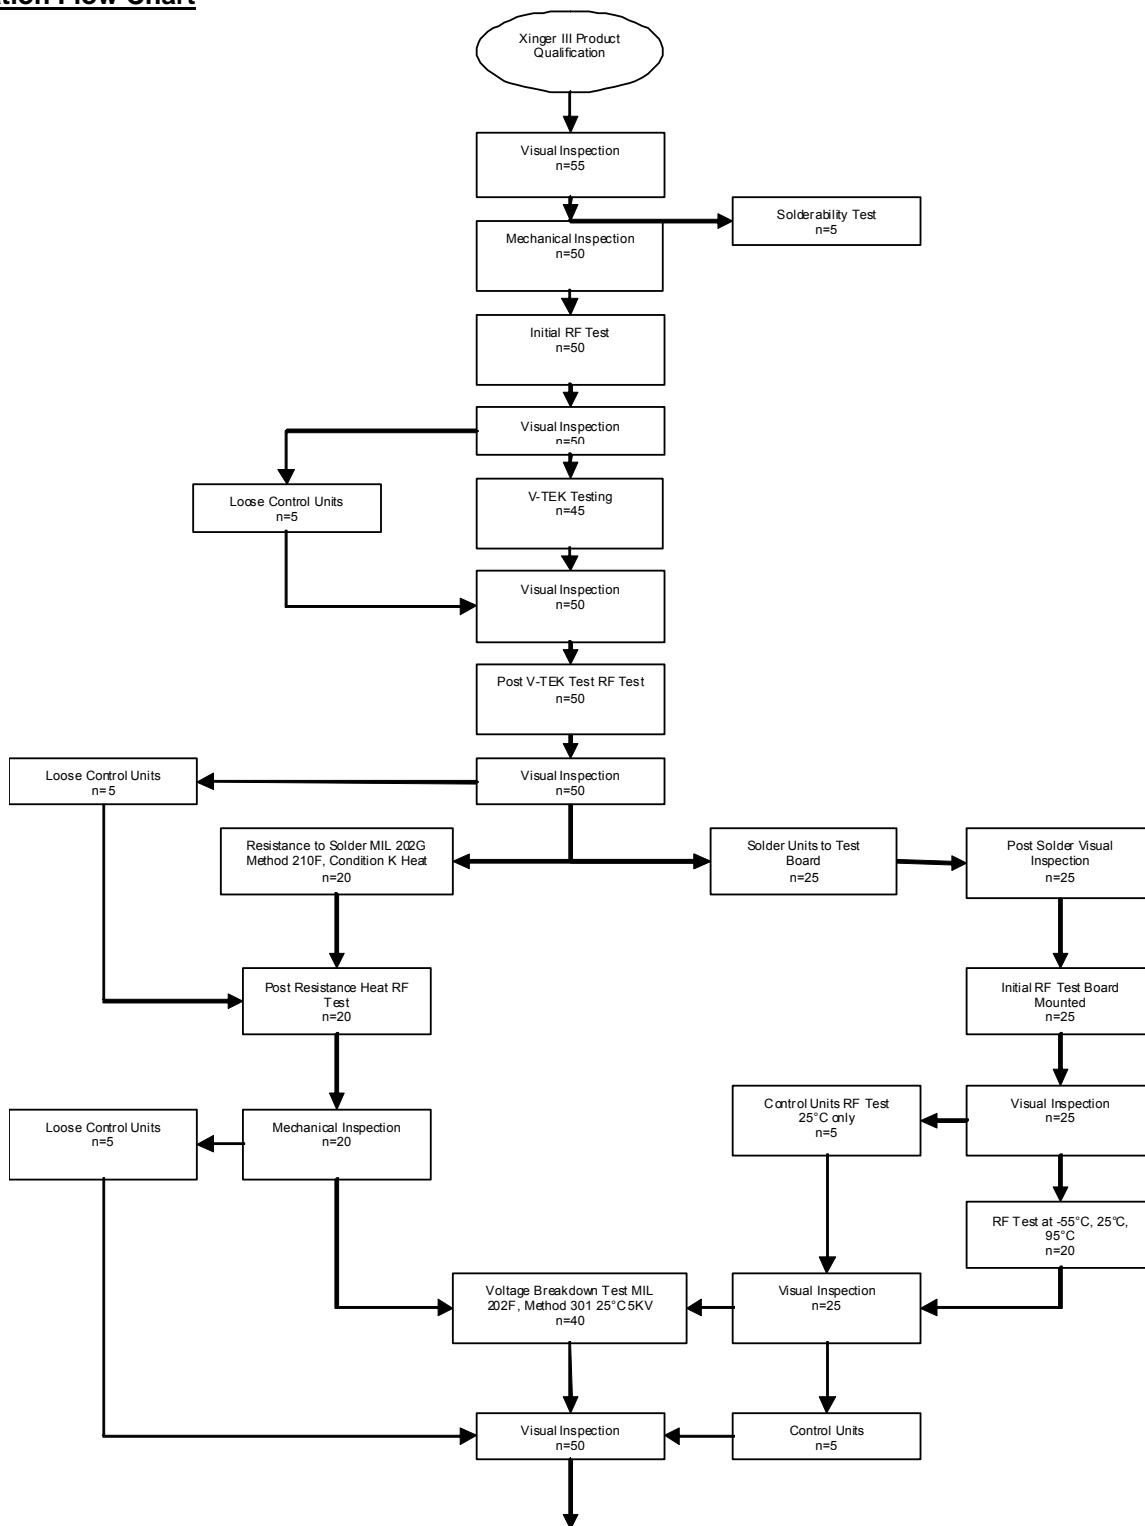 Xinger III Product
Qualification
Visual Inspection
n=55
Solderability Test
n=5
Mechanical Inspection
n=50
Initial RF Test
n=50
Visual Inspection
n=50
Loose Control Units
n=5
V-TEK Testing
n=45
Visual Inspection
n=50
Post V-TEK Test RF Test
n=50
Loose Control Units
n=5
Visual Inspection
n=50
Resistance to Solder MIL 202G
Method 210F, Condition K Heat
n=20
Solder Units to Test
Board
n=25
Post Solder Visual
Inspection
n=25
Post Resistance Heat RF
Test
n=20
Initial RF Test Board
Mounted
n=25
Loose Control Units
n=5
Mechanical Inspection
n=20
Control Units RF Test
25°C only
n=5
Visual Inspection
n=25
RF Test at -55°C, 25°C,
95°C
n=20
Voltage Breakdown Test MIL
202F, Method 301 25°C 5KV
n=40
Visual Inspection
n=25
Visual Inspection
n=50
Control Units
n=5